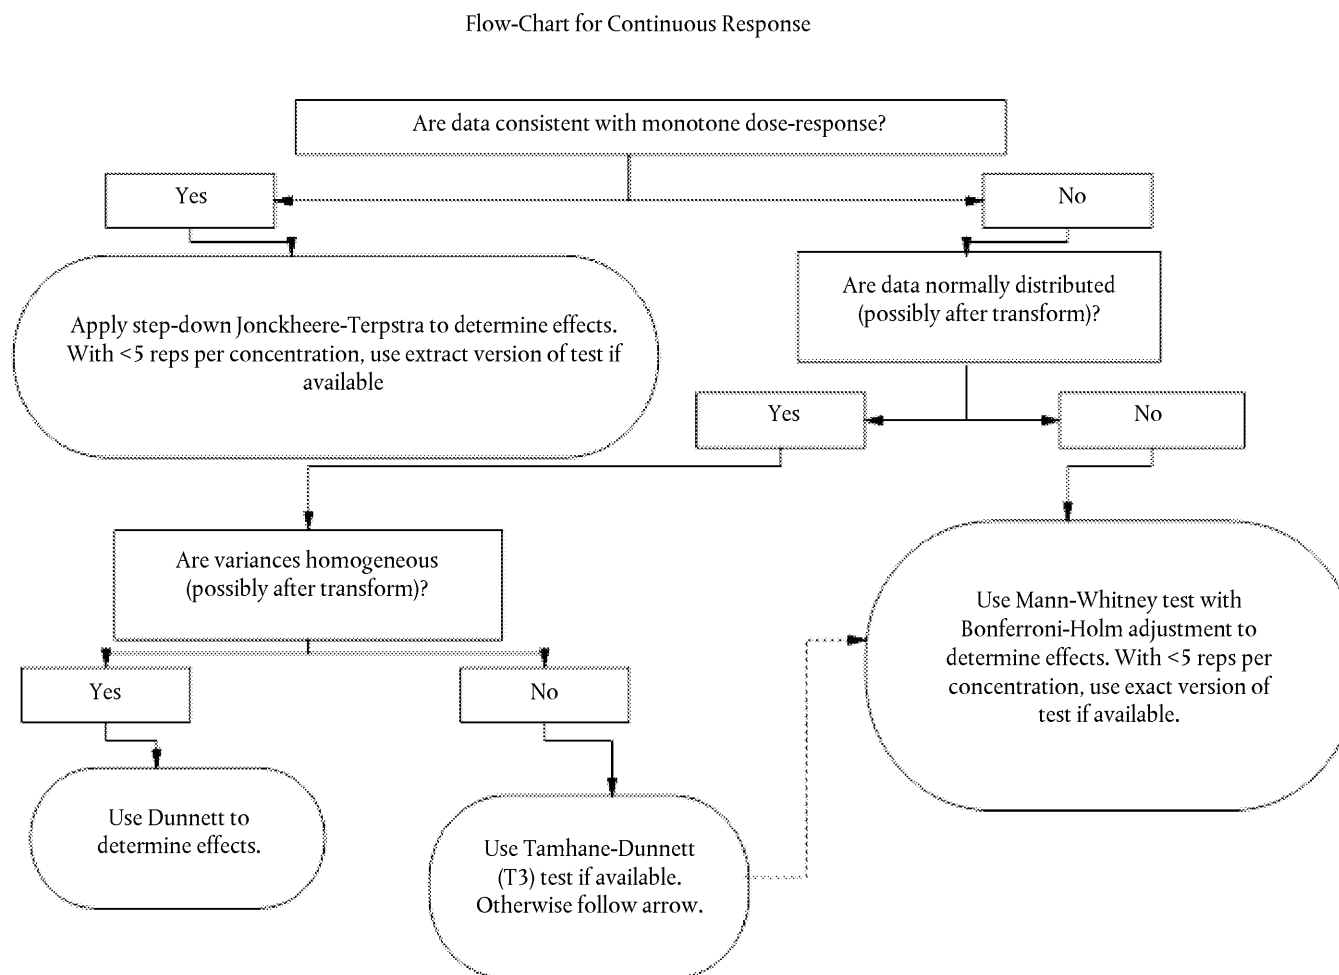 Flow-Chart for Continuous Response
Are data consistent with monotone dose-response?
Yes
No
Apply step-down Jonckheere-Terpstra to determine effects.
With <5 reps per concentration, use extract version of test if
available
Are data normally distributed
(possibly after transform)?
Yes
No
Are variances homogeneous
(possibly after transform)?
Use Mann-Whitney test with
Bonferroni-Holm adjustment to
determine effects. With <5 reps per
concentration, use exact version of
test if available.
Yes
No
Use Dunnett to
determine effects.
Use Tamhane-Dunnett
(T3) test if available.
Otherwise follow arrow.